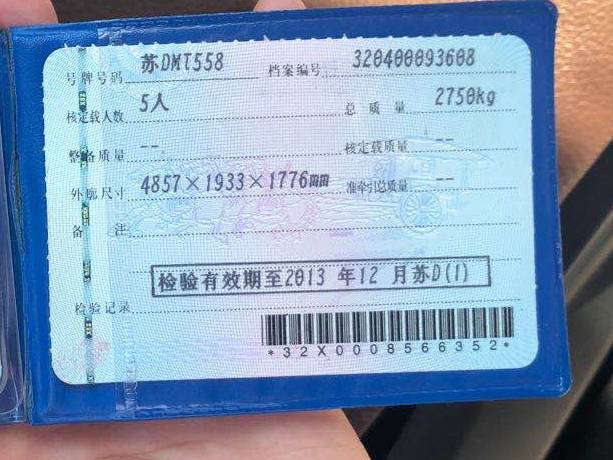 号牌号码 苏DMT558 档案编号 320400093608
核定载人数 5人 总质量 2750kg
整备质量 -- 核定载质量 --
外廓尺寸 4857×1933×1776mm 准牵引总质量 --
备注
检验有效期至2013年12月苏D(1)
检验记录
*32X0008566352*